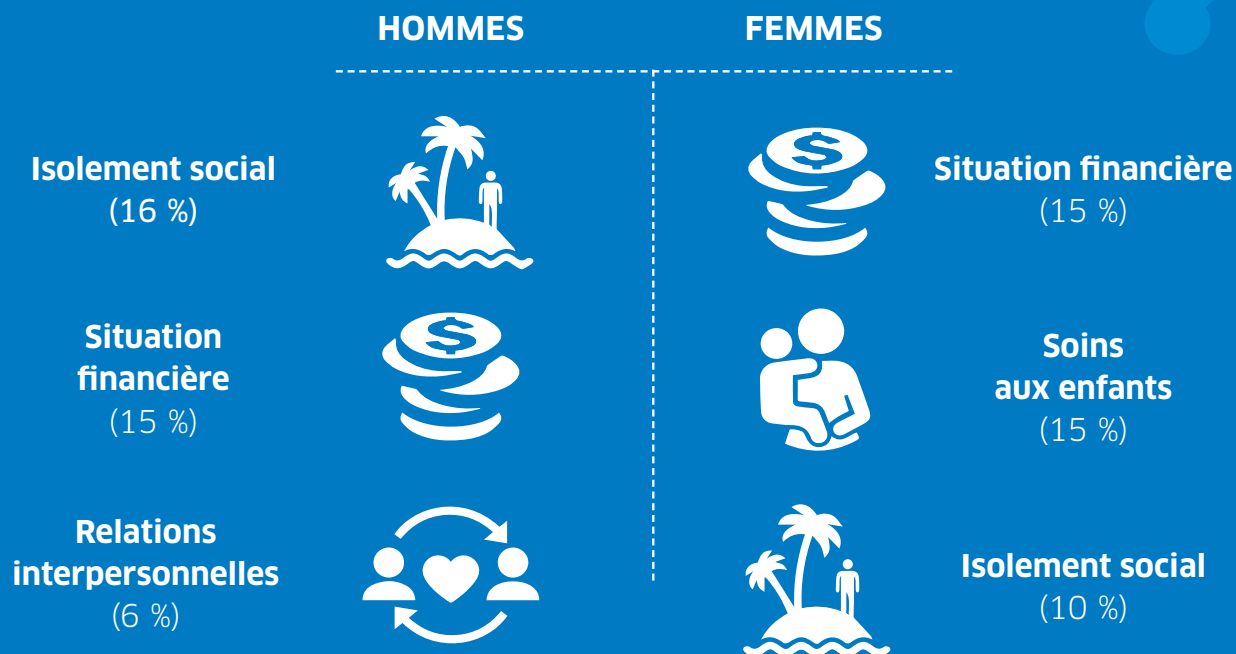 HOMMES
FEMMES
Isolement social
(16 %)
Situation
financière
(15 %)
Relations
interpersonnelles
(6 %)
$
$
Situation financière
(15 %)
Soins
aux enfants
(15 %)
Isolement social
(10 %)